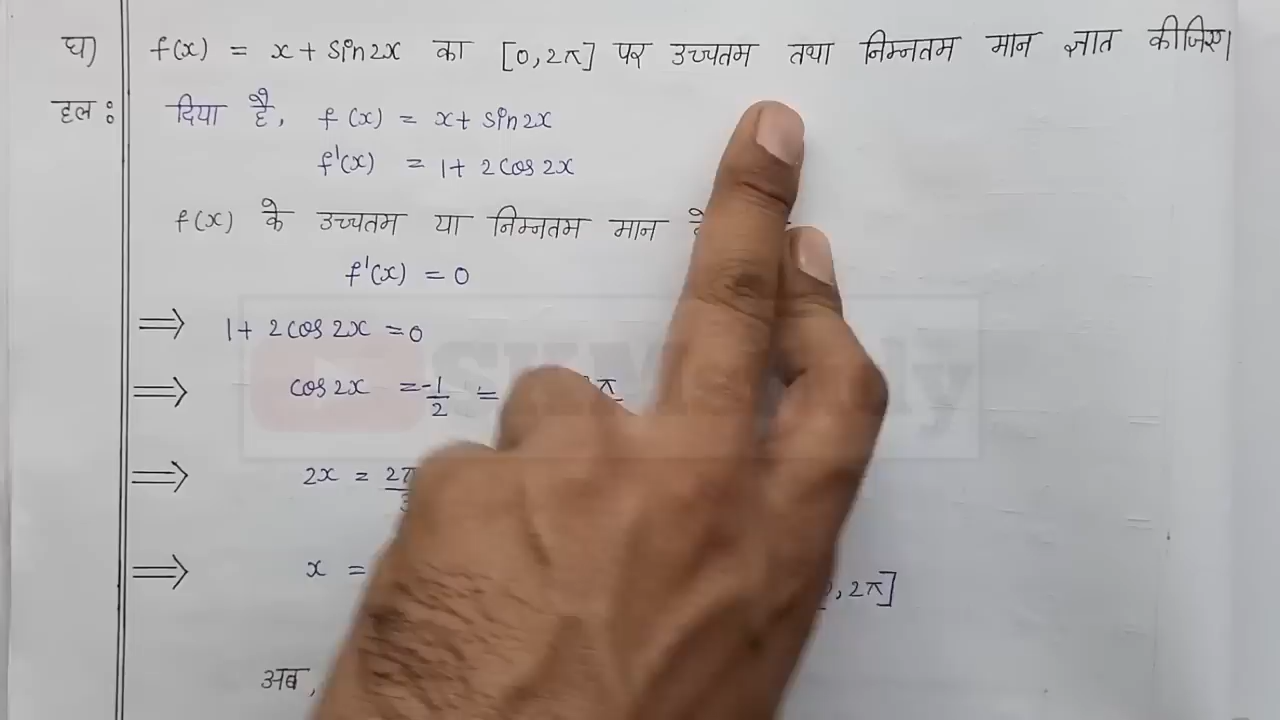 घ) f(x) = x + sin2x का [0, 2π] पर उच्चतम तथा निम्नतम मान ज्ञात कीजिए।
हल: दिया है, f(x) = x + sin2x
f'(x) = 1 + 2cos2x
f(x) के उच्चतम या निम्नतम मान
f'(x) = 0
⇒ 1 + 2cos2x = 0
⇒ cos2x = -1/2 =
⇒ 2x = 2π
⇒ x = , 2π]
अब,